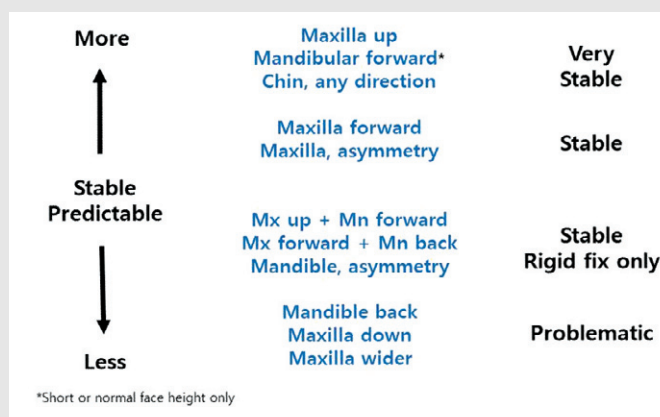 More
Maxilla up
Mandibular forward*
Chin, any direction
Very
Stable
Maxilla forward
Maxilla, asymmetry
Stable
Stable
Predictable
Mx up + Mn forward
Mx forward + Mn back
Mandible, asymmetry
Stable
Rigid fix only
Mandible back
Maxilla down
Maxilla wider
Problematic
Less
*Short or normal face height only